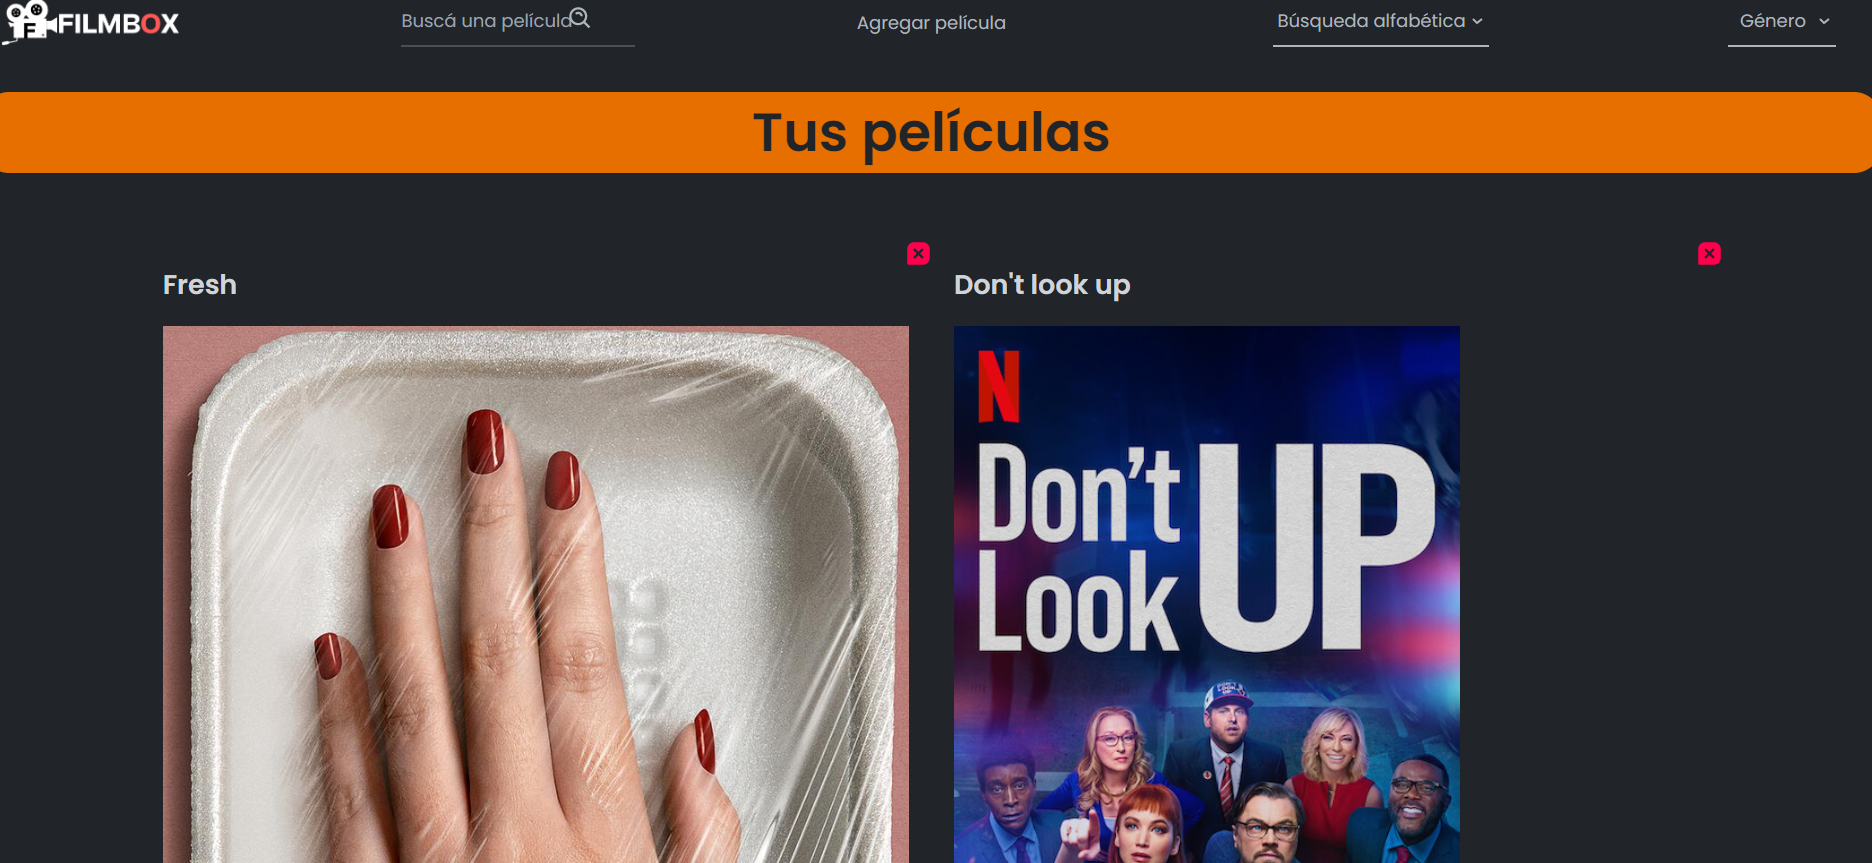 FILMBOX
Buscá una película
Agregar película
Búsqueda alfabética
Género
Tus películas
Fresh
Don't look up
N
Don't
Look UP